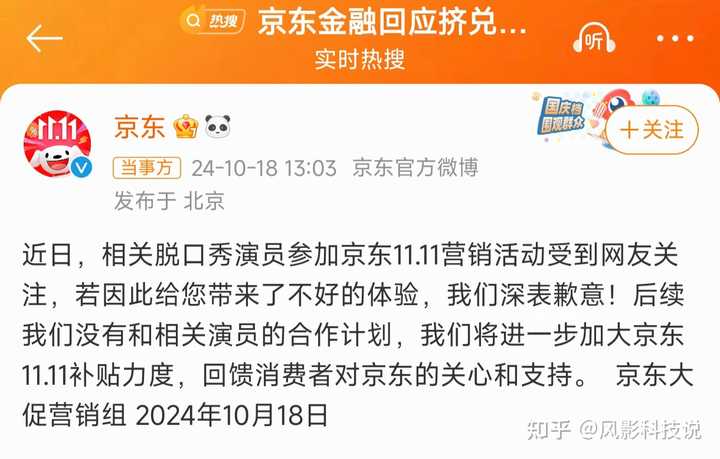 热搜
京东金融回应挤兑...
实时热搜
听
国庆档
围观群众
京东
+关注
11.11
当事方 24-10-18 13:03 京东官方微博
发布于 北京
近日，相关脱口秀演员参加京东11.11营销活动受到网友关
注，若因此给您带来了不好的体验，我们深表歉意！后续
我们没有和相关演员的合作计划，我们将进一步加大京东
11.11补贴力度，回馈消费者对京东的关心和支持。 京东大
促营销组 2024年10月18日
知乎 @风影科技说